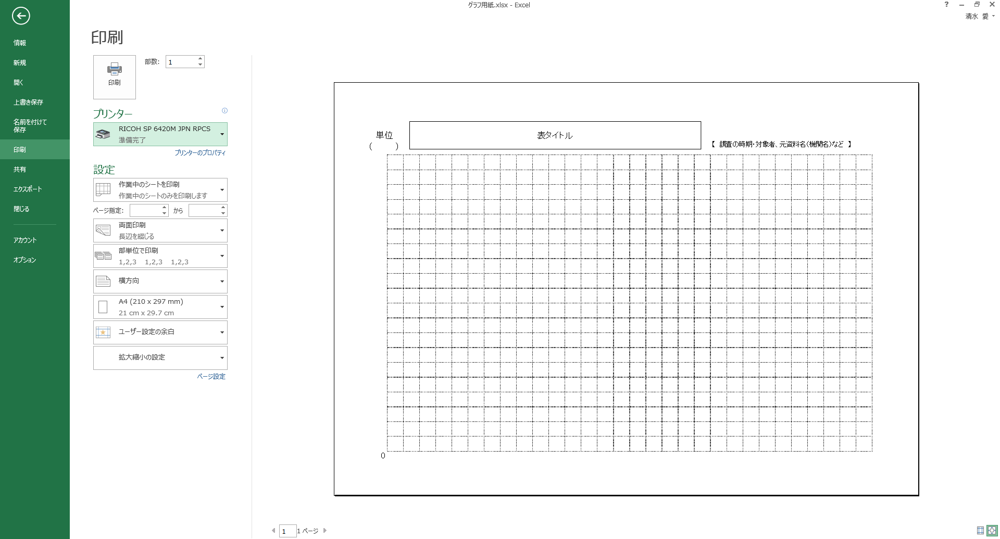 グラフ用紙.xlsx - Excel
?
清水 愛
情報
新規
開く
上書き保存
名前を付けて
保存
印刷
共有
エクスポート
閉じる
アカウント
オプション
印刷
印刷
部数:
1
プリンター
RICOH SP 6420M JPN RPCS
準備完了
プリンターのプロパティ
設定
作業中のシートを印刷
作業中のシートのみを印刷します
ページ指定:
から
両面印刷
長辺を綴じる
部単位で印刷
1,2,3 1,2,3 1,2,3
横方向
A4 (210 x 297 mm)
21 cm x 29.7 cm
ユーザー設定の余白
拡大縮小の設定
ページ設定
単位
( )
表タイトル
【 調査の時期・対象者、元資料名(機関名)など 】
0
1
1 ページ